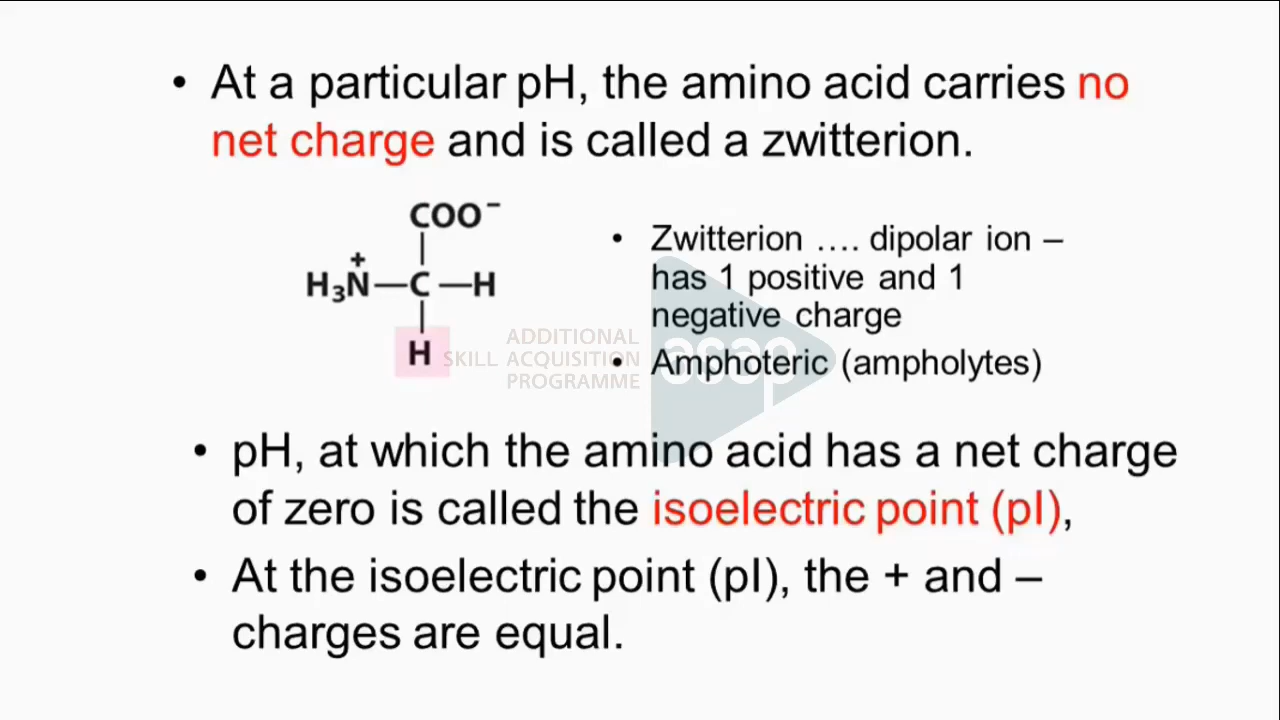 • At a particular pH, the amino acid carries no
net charge and is called a zwitterion.
COO⁻
H₃N⁺—C—H
H
• Zwitterion .... dipolar ion –
has 1 positive and 1
negative charge
• Amphoteric (ampholytes)
ADDITIONAL
SKILL ACQUISITION
PROGRAMME
asap
• pH, at which the amino acid has a net charge
of zero is called the isoelectric point (pI),
• At the isoelectric point (pI), the + and –
charges are equal.